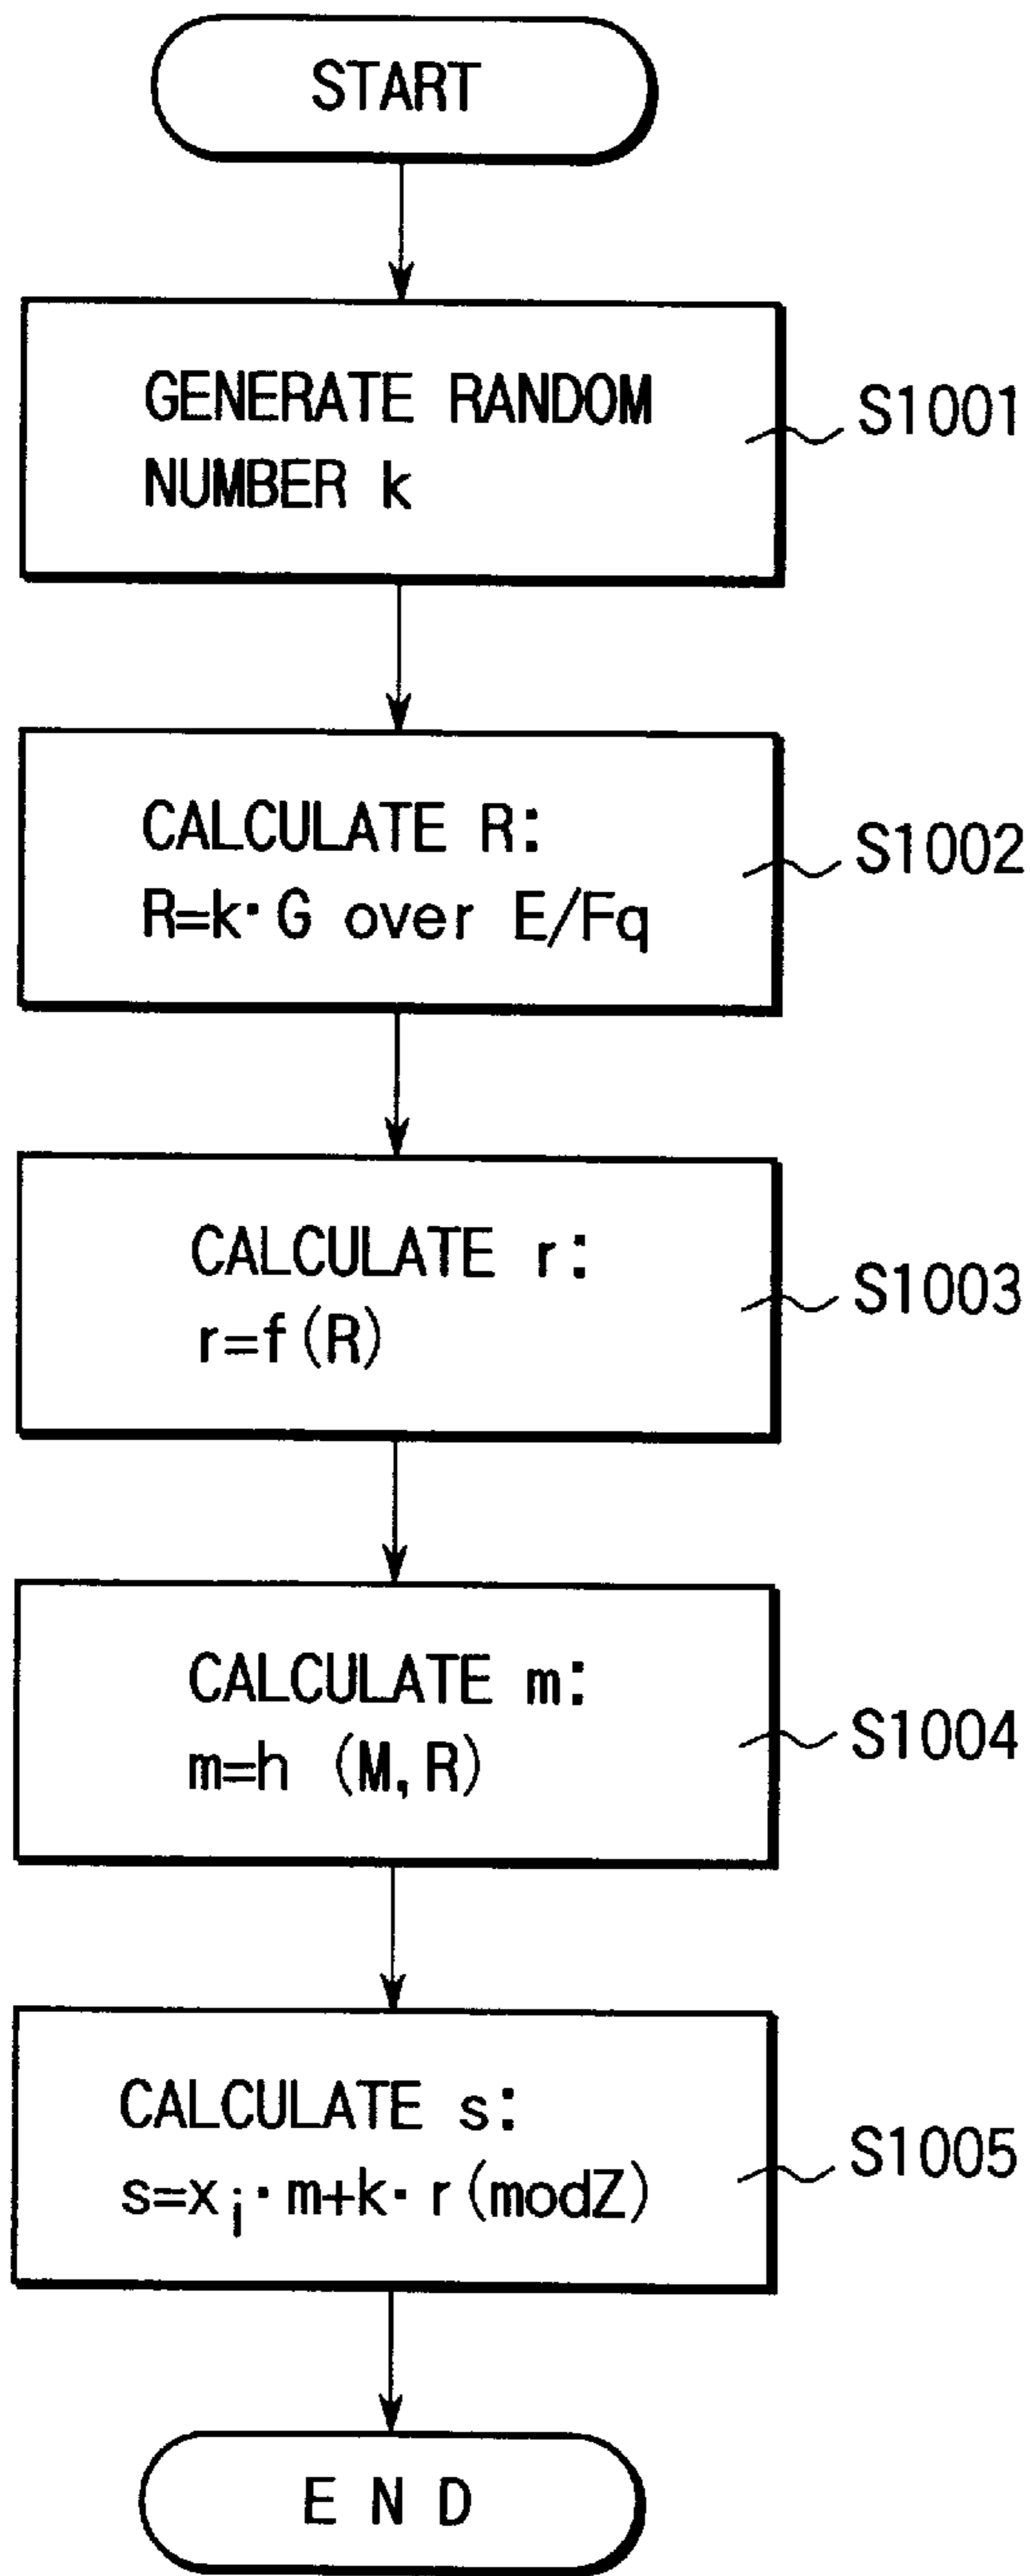 START
GENERATE RANDOM
NUMBER k
S1001
CALCULATE R:
R=k·G over E/Fq
S1002
CALCULATE r:
r=f(R)
S1003
CALCULATE m:
m=h (M,R)
S1004
CALCULATE s:
s=xᵢ·m+k·r(modZ)
S1005
END